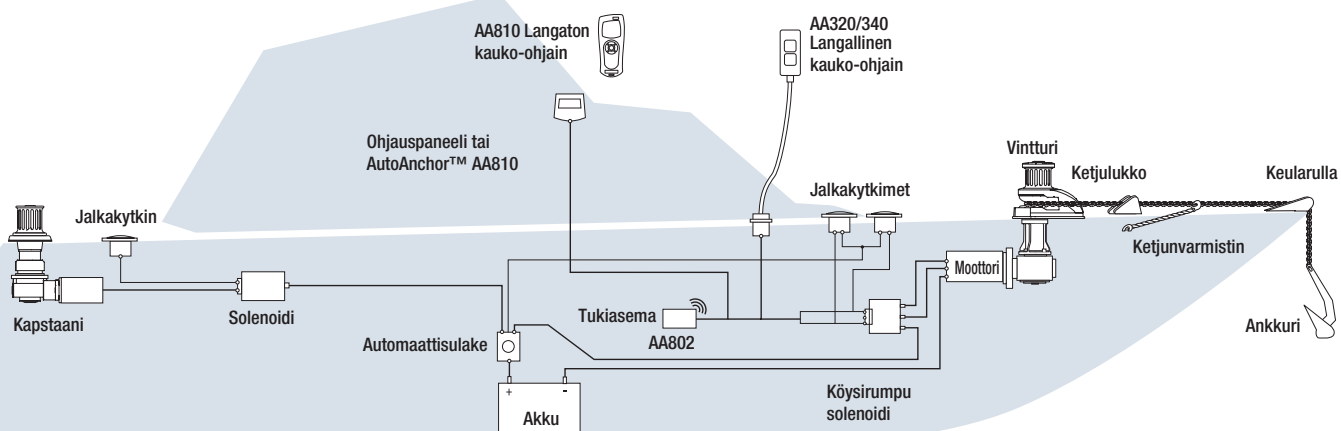 AA810 Langaton
kauko-ohjain
AA320/340
Langallinen
kauko-ohjain
Ohjauspaneeli tai
AutoAnchor™ AA810
Vintturi
Ketjulukko
Keularulla
Jalkakytkin
Jalkakytkimet
Ketjunvarmistin
Moottori
Kapstaani
Solenoidi
Tukiasema
AA802
Ankkuri
Automaattisulake
+
-
Akku
Köysirumpu
solenoidi